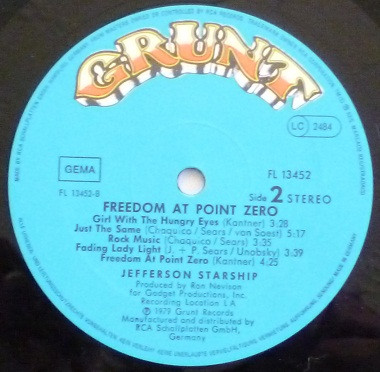 GRUNT
LC 2484
GEMA
FL 13452
FL 13452-B
Side 2 STEREO
FREEDOM AT POINT ZERO
Girl With The Hungry Eyes (Kantner) 3:28
Just The Same (Chaquico / Sears / van Soest) 5:17
Rock Music (Chaquico / Sears) 3:35
Fading Lady Light (J. + P. Sears / Unobsky) 3:39
Freedom At Point Zero (Kantner) 4:25
JEFFERSON STARSHIP
Produced by Ron Nevison
for Gadget Productions, Inc.
Recording Location LA
Ⓟ 1979 Grunt Records
Manufactured and
distributed by
RCA Schallplatten GmbH,
Germany